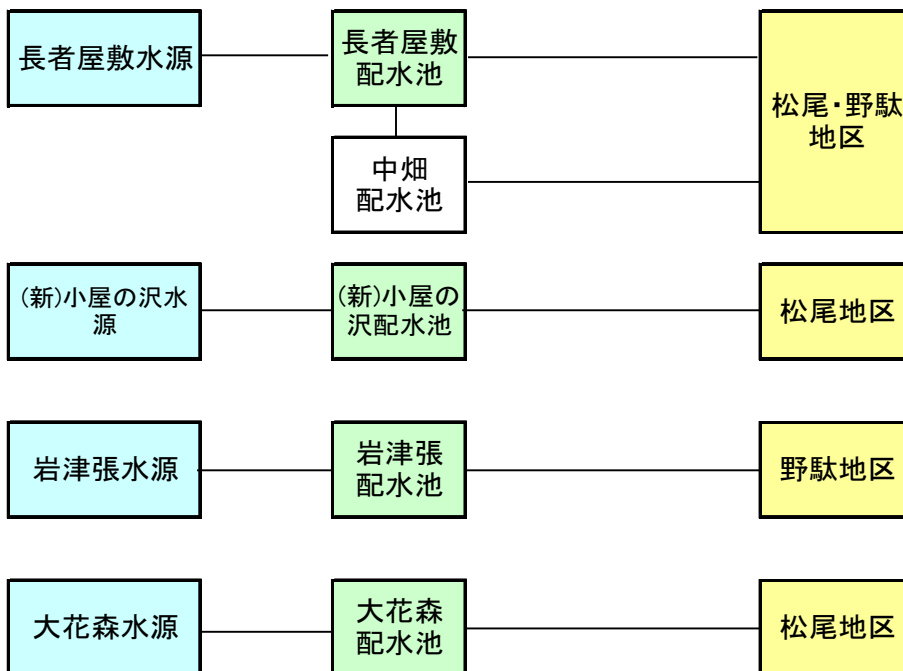 長者屋敷水源
長者屋敷
配水池
松尾・野駄
地区
中畑
配水池
(新)小屋の沢水
源
(新)小屋の
沢配水池
松尾地区
岩津張水源
岩津張
配水池
野駄地区
大花森水源
大花森
配水池
松尾地区